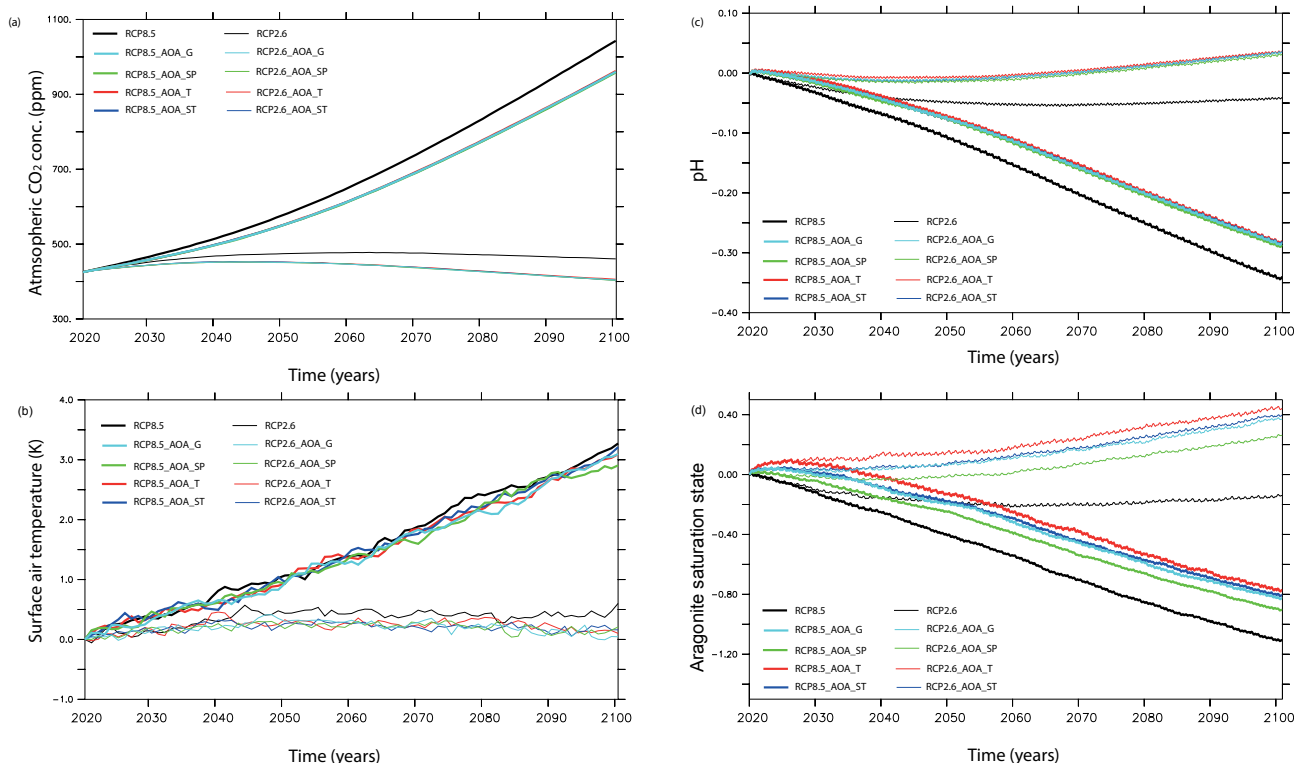 (a)
1100.
900.
700.
500.
300.
Atmsopheric CO2 conc. (ppm)
RCP8.5
RCP8.5_AOA_G
RCP8.5_AOA_SP
RCP8.5_AOA_T
RCP8.5_AOA_ST
RCP2.6
RCP2.6_AOA_G
RCP2.6_AOA_SP
RCP2.6_AOA_T
RCP2.6_AOA_ST
2020 2030 2040 2050 2060 2070 2080 2090 2100
Time (years)
(b)
4.0
3.0
2.0
1.0
0.0
-1.0
Surface air temperature (K)
RCP8.5
RCP8.5_AOA_G
RCP8.5_AOA_SP
RCP8.5_AOA_T
RCP8.5_AOA_ST
RCP2.6
RCP2.6_AOA_G
RCP2.6_AOA_SP
RCP2.6_AOA_T
RCP2.6_AOA_ST
2020 2030 2040 2050 2060 2070 2080 2090 2100
Time (years)
(c)
0.10
0.00
-0.10
-0.20
-0.30
-0.40
pH
RCP8.5
RCP8.5_AOA_G
RCP8.5_AOA_SP
RCP8.5_AOA_T
RCP8.5_AOA_ST
RCP2.6
RCP2.6_AOA_G
RCP2.6_AOA_SP
RCP2.6_AOA_T
RCP2.6_AOA_ST
2020 2030 2040 2050 2060 2070 2080 2090 2100
Time (years)
(d)
0.40
0.00
-0.40
-0.80
-1.20
Aragonite saturation state
RCP8.5
RCP8.5_AOA_G
RCP8.5_AOA_SP
RCP8.5_AOA_T
RCP8.5_AOA_ST
RCP2.6
RCP2.6_AOA_G
RCP2.6_AOA_SP
RCP2.6_AOA_T
RCP2.6_AOA_ST
2020 2030 2040 2050 2060 2070 2080 2090 2100
Time (years)